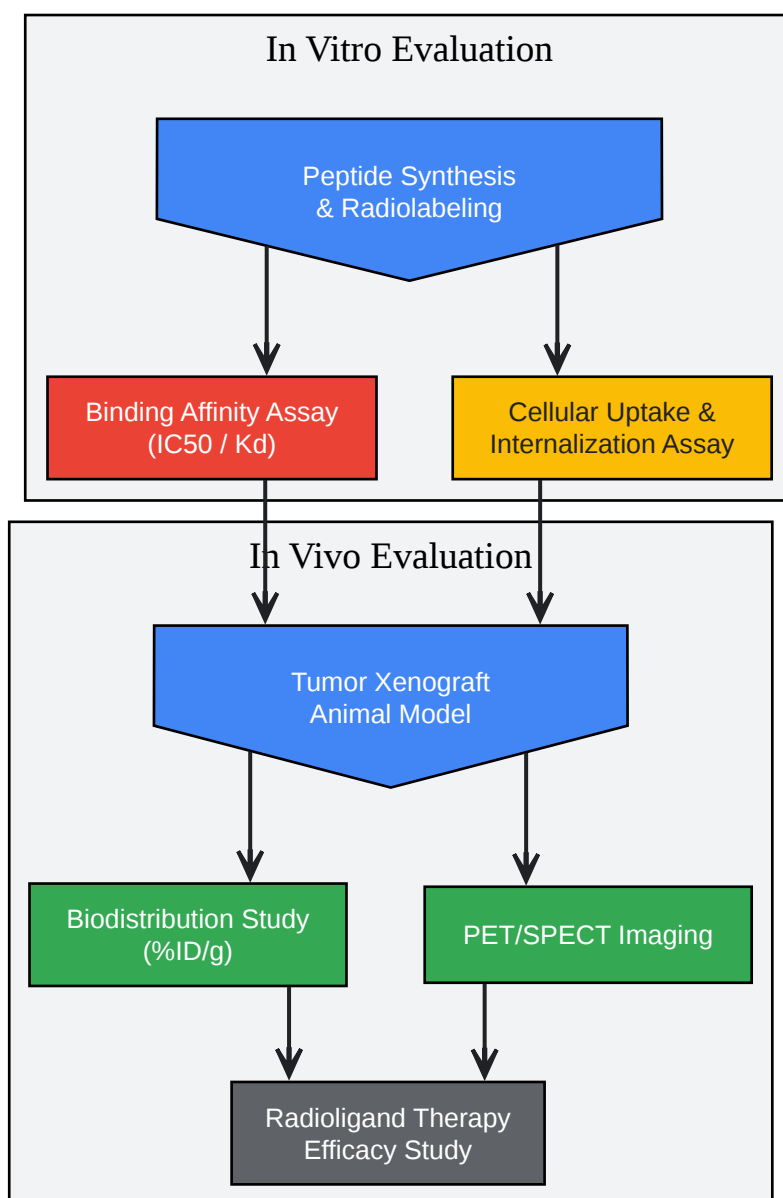 In Vitro Evaluation
Peptide Synthesis
& Radiolabeling
Binding Affinity Assay
(IC50 / Kd)
Cellular Uptake &
Internalization Assay
In Vivo Evaluation
Tumor Xenograft
Animal Model
Biodistribution Study
(%ID/g)
PET/SPECT Imaging
Radioligand Therapy
Efficacy Study